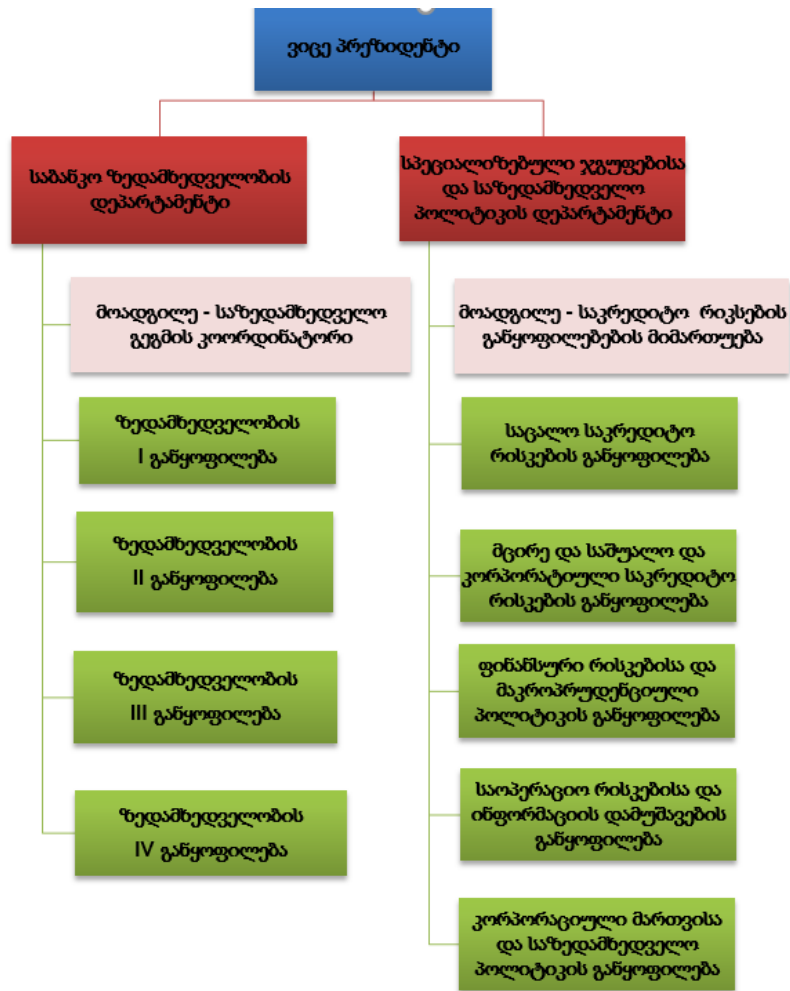 ვიცე პრეზიდენტი
საბანკო ზედამხედველობის
დეპარტამენტი
მოადგილე - საზედამხედველო
გეგმის კოორდინატორი
ზედამხედველობის
I განყოფილება
ზედამხედველობის
II განყოფილება
ზედამხედველობის
III განყოფილება
ზედამხედველობის
IV განყოფილება
სპეციალიზებული ჯგუფებისა
და საზედამხედველო
პოლიტიკის დეპარტამენტი
მოადგილე - საკრედიტო რიკსების
განყოფილებების მიმართუება
საცალო საკრედიტო
რისკების განყოფილება
მცირე და საშუალო და
კორპორატიული საკრედიტო
რისკების განყოფილება
ფინანსური რისკებისა და
მაკროპრუდენციული
პოლიტიკის განყოფილება
საოპერაციო რისკებისა და
ინფორმაციის დამუშავების
განყოფილება
კორპორაციული მართვისა
და საზედამხედველო
პოლიტიკის განყოფილება